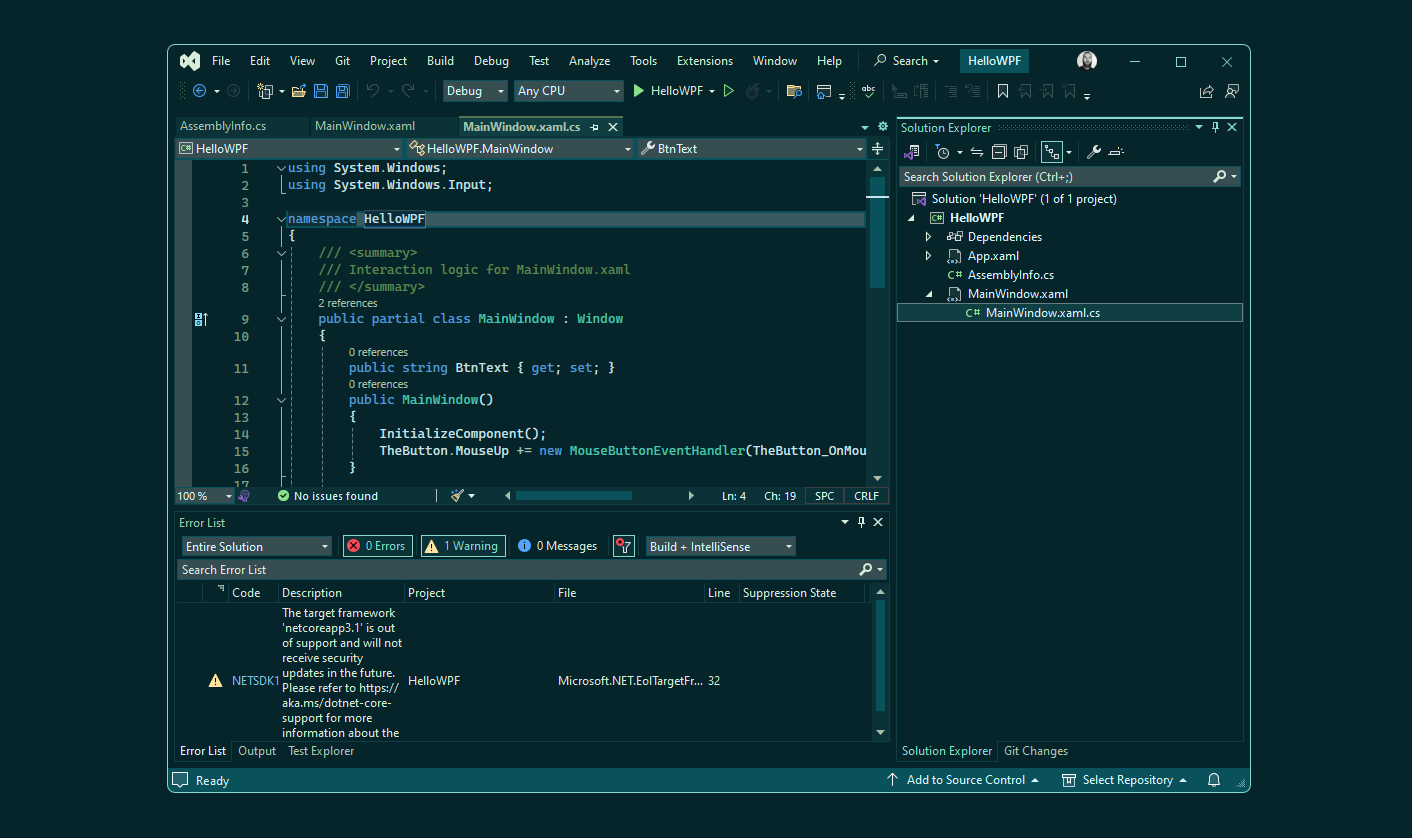 File Edit View Git Project Build Debug Test Analyze Tools Extensions Window Help Search HelloWPF
Debug Any CPU HelloWPF abc
AssemblyInfo.cs MainWindow.xaml MainWindow.xaml.cs
C# HelloWPF HelloWPF.MainWindow BtnText
1 using System.Windows;
2 using System.Windows.Input;
3
4 namespace HelloWPF
5 {
6 /// <summary>
7 /// Interaction logic for MainWindow.xaml
8 /// </summary>
2 references
9 public partial class MainWindow : Window
10 {
0 references
11 public string BtnText { get; set; }
0 references
12 public MainWindow()
13 {
14 InitializeComponent();
15 TheButton.MouseUp += new MouseButtonEventHandler(TheButton_OnMou
16 }
17
100 % No issues found Ln: 4 Ch: 19 SPC CRLF
Error List
Entire Solution 0 Errors 1 Warning 0 Messages Build + IntelliSense
Search Error List
Code Description Project File Line Suppression State
NETSDK1
The target framework
'netcoreapp3.1' is out
of support and will not
receive security
updates in the future.
Please refer to https://
aka.ms/dotnet-core-
support for more
information about the
HelloWPF Microsoft.NET.EolTargetFr... 32
Error List Output Test Explorer
Solution Explorer
Search Solution Explorer (Ctrl+;)
Solution 'HelloWPF' (1 of 1 project)
C# HelloWPF
Dependencies
App.xaml
C# AssemblyInfo.cs
MainWindow.xaml
C# MainWindow.xaml.cs
Solution Explorer Git Changes
Ready Add to Source Control Select Repository